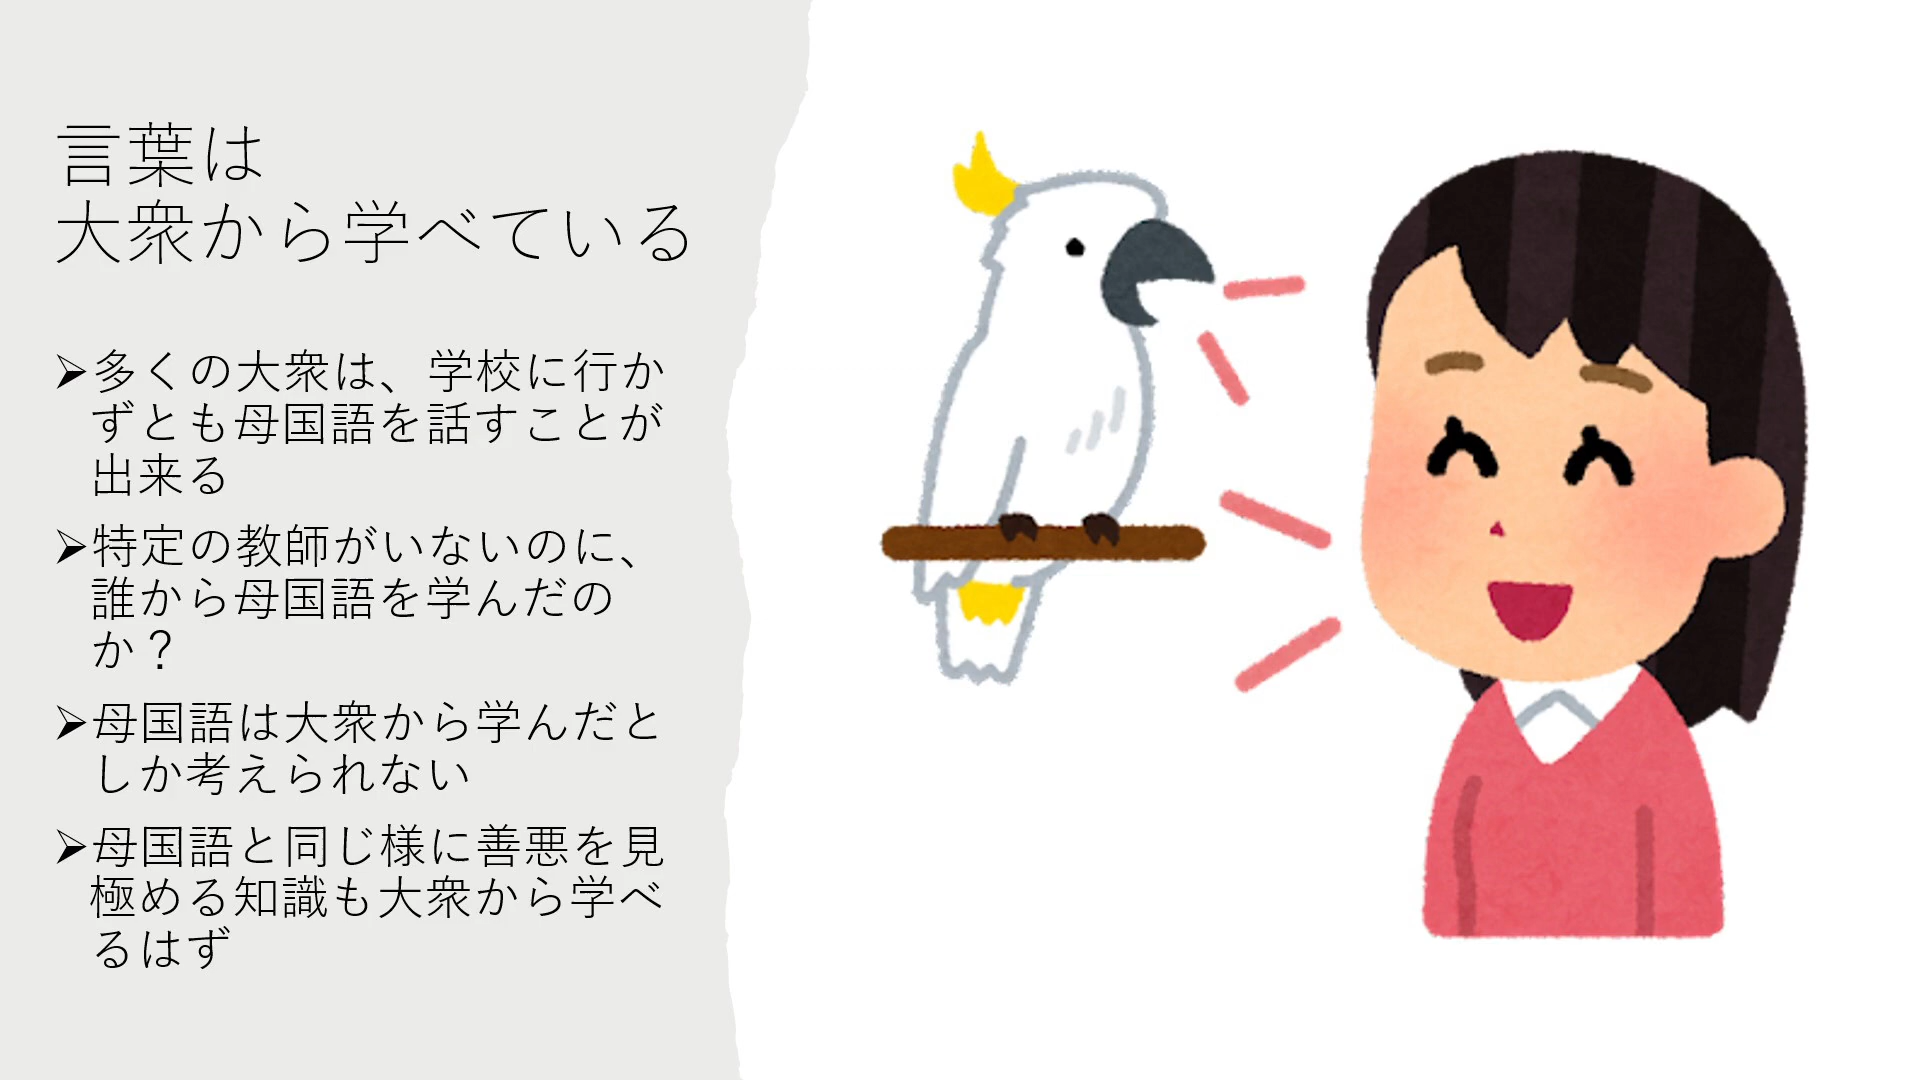 言葉は
大衆から学べている
➢多くの大衆は、学校に行か
ずとも母国語を話すことが
出来る
➢特定の教師がいないのに、
誰から母国語を学んだの
か？
➢母国語は大衆から学んだと
しか考えられない
➢母国語と同じ様に善悪を見
極める知識も大衆から学べ
るはず